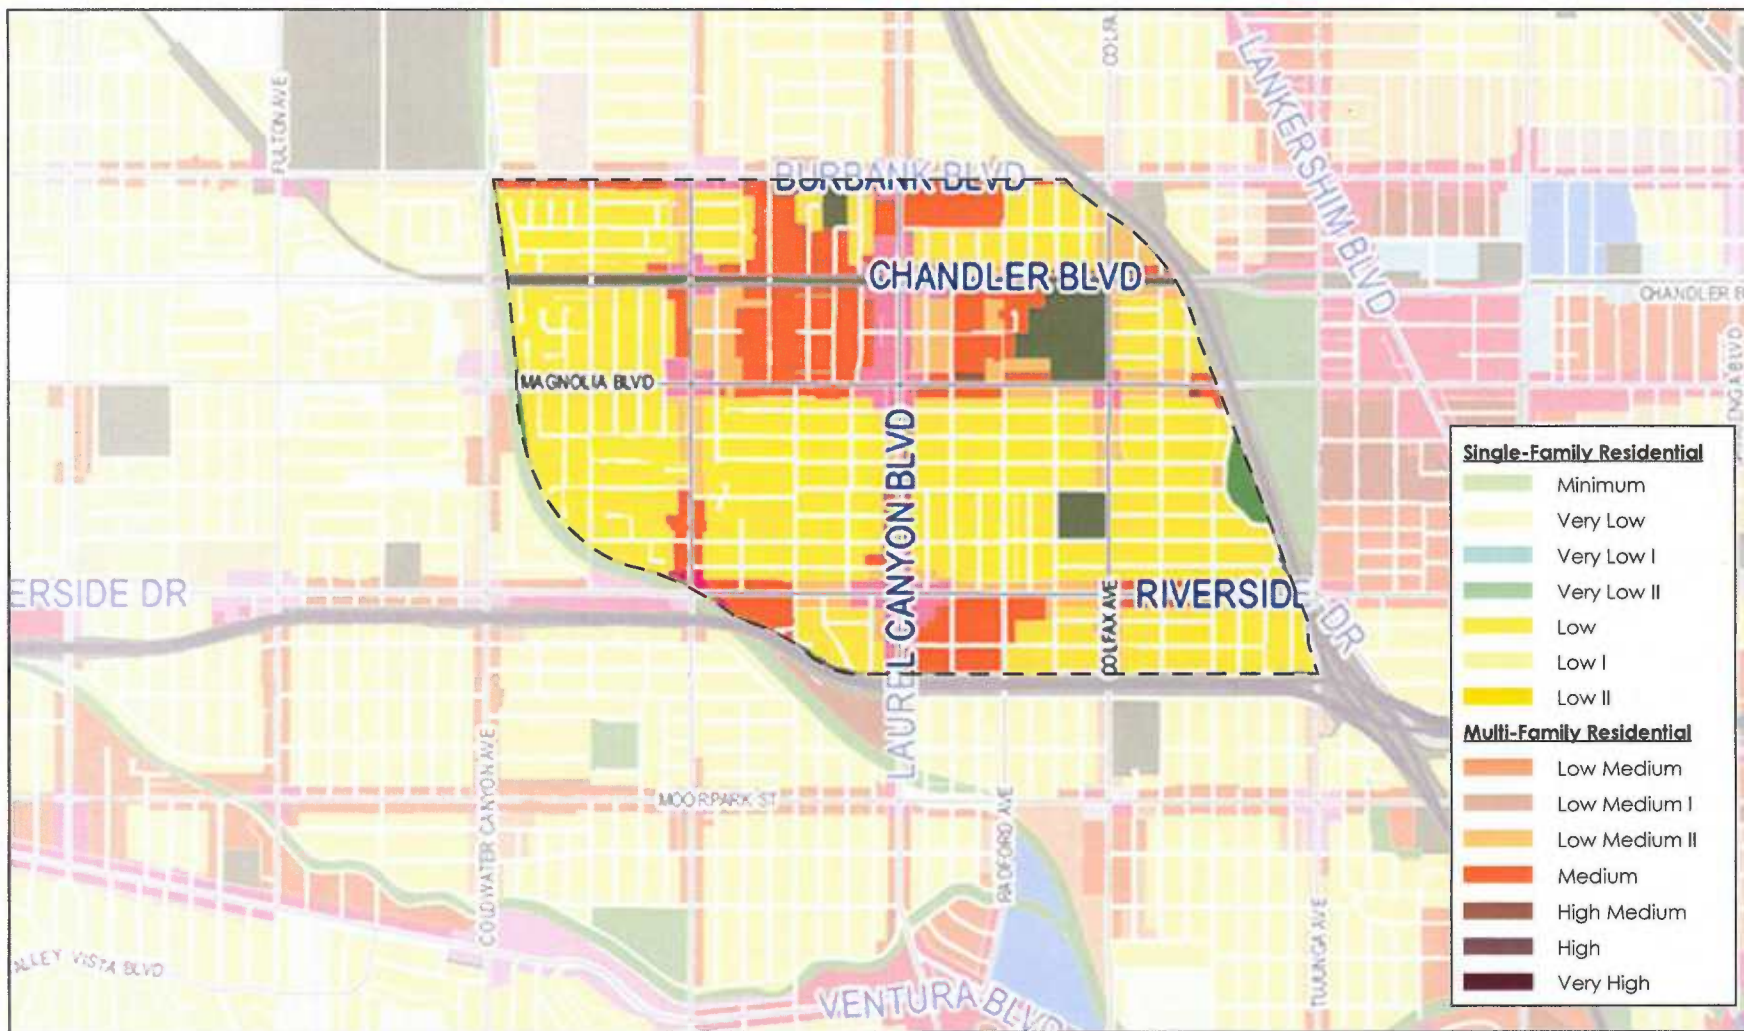 COLFA
LANKERSHIM BLVD
FULTON AVE
BURBANK BLVD
CHANDLER BLVD
CHANDLER B
MAGNOLIA BLVD
ENGA BLVD
LAUREL CANYON BLVD
ERSIDE DR
RIVERSIDE DR
COLFAX AVE
COLDWATER CANYON AVE
MOORPARK ST
RADFORD AVE
TUJUNGA AVE
ALLEY VISTA BLVD
VENTURA BLVD
Single-Family Residential
Minimum
Very Low
Very Low I
Very Low II
Low
Low I
Low II
Multi-Family Residential
Low Medium
Low Medium I
Low Medium II
Medium
High Medium
High
Very High